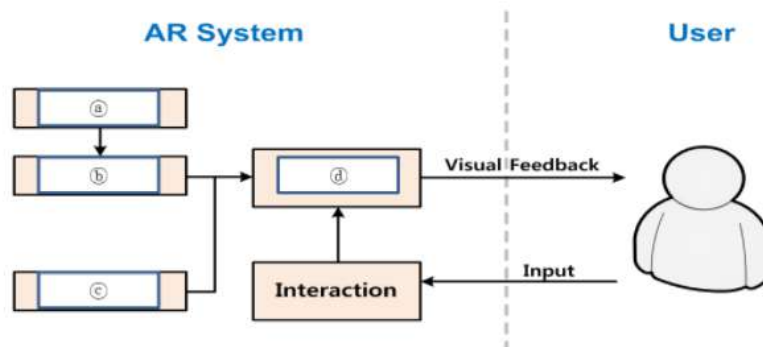 AR System
User
ⓐ
ⓑ
ⓓ
Visual Feedback
ⓒ
Interaction
Input